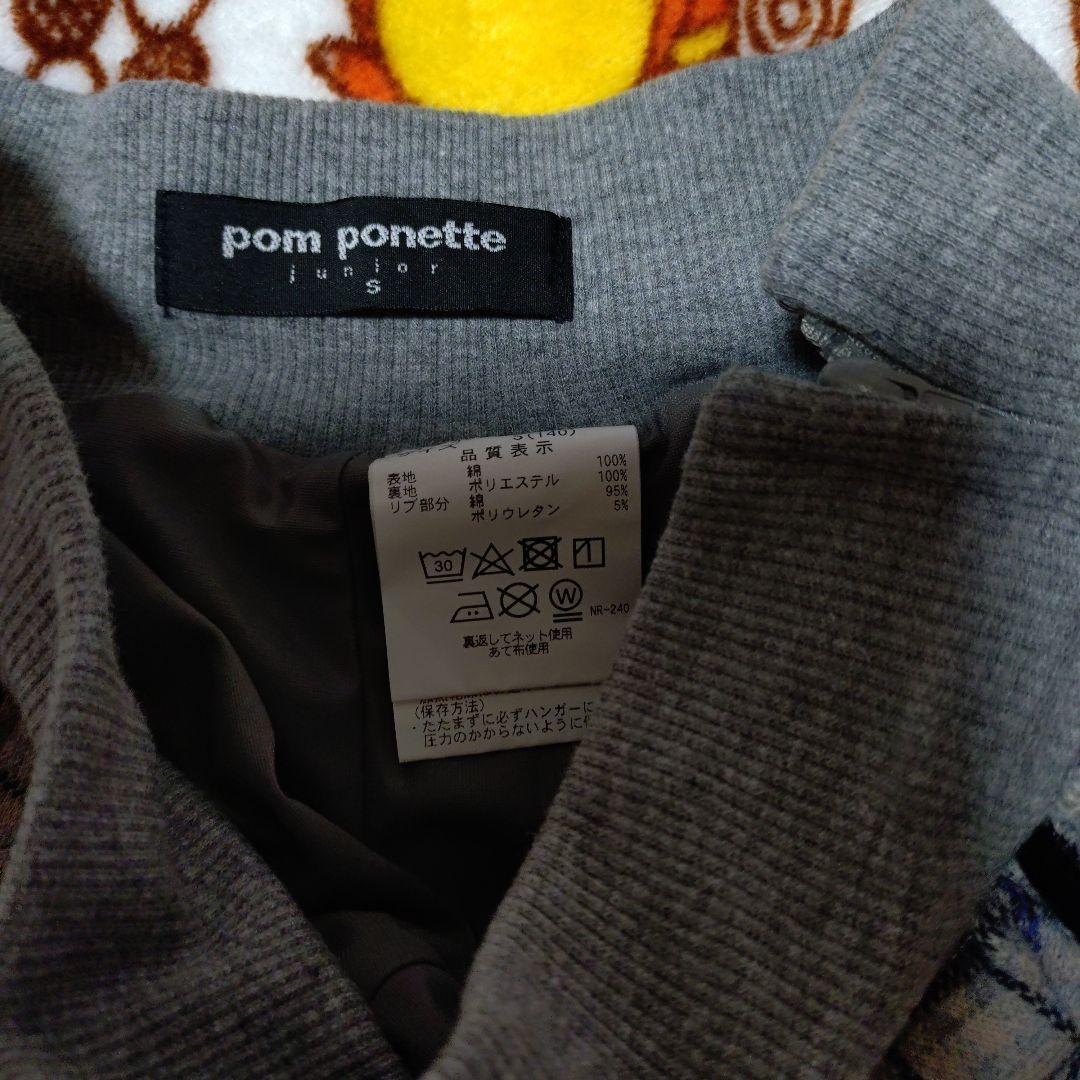 pom ponette
junior
S
S(140)
品質表示
表地 綿 100%
裏地 ポリエステル 100%
リブ部分 綿 95%
ポリウレタン 5%
30
W
NR-240
裏返してネット使用
あて布使用
(保存方法)
・たたまずに必ずハンガーに
圧力のかからないように